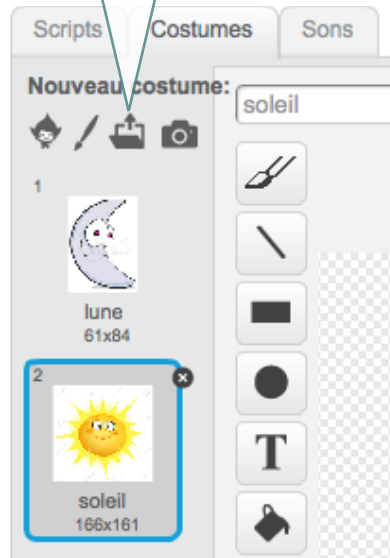 Scripts
Costumes
Sons
Nouveau costume:
soleil
1
lune
61x84
2
soleil
166x161
T